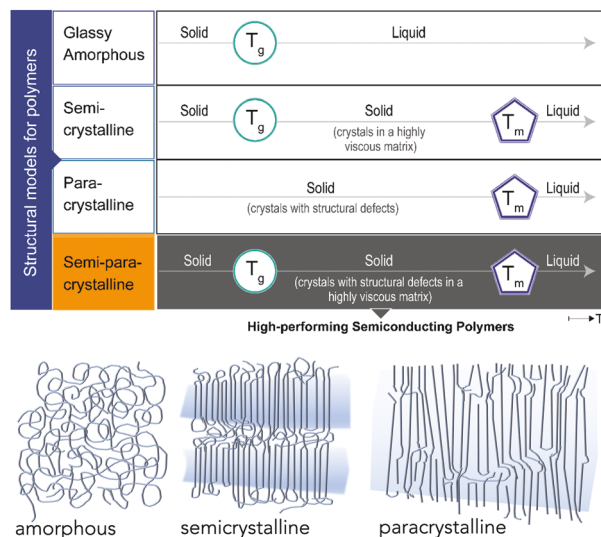 Structural models for polymers
Glassy
Amorphous
Solid
Tg
Liquid
Semi-
crystalline
Solid
Tg
Solid
(crystals in a highly
viscous matrix)
Tm
Liquid
Para-
crystalline
Solid
(crystals with structural defects)
Tm
Liquid
Semi-para-
crystalline
Solid
Tg
Solid
(crystals with structural defects in a
highly viscous matrix)
Tm
Liquid
High-performing Semiconducting Polymers
T
amorphous
semicrystalline
paracrystalline